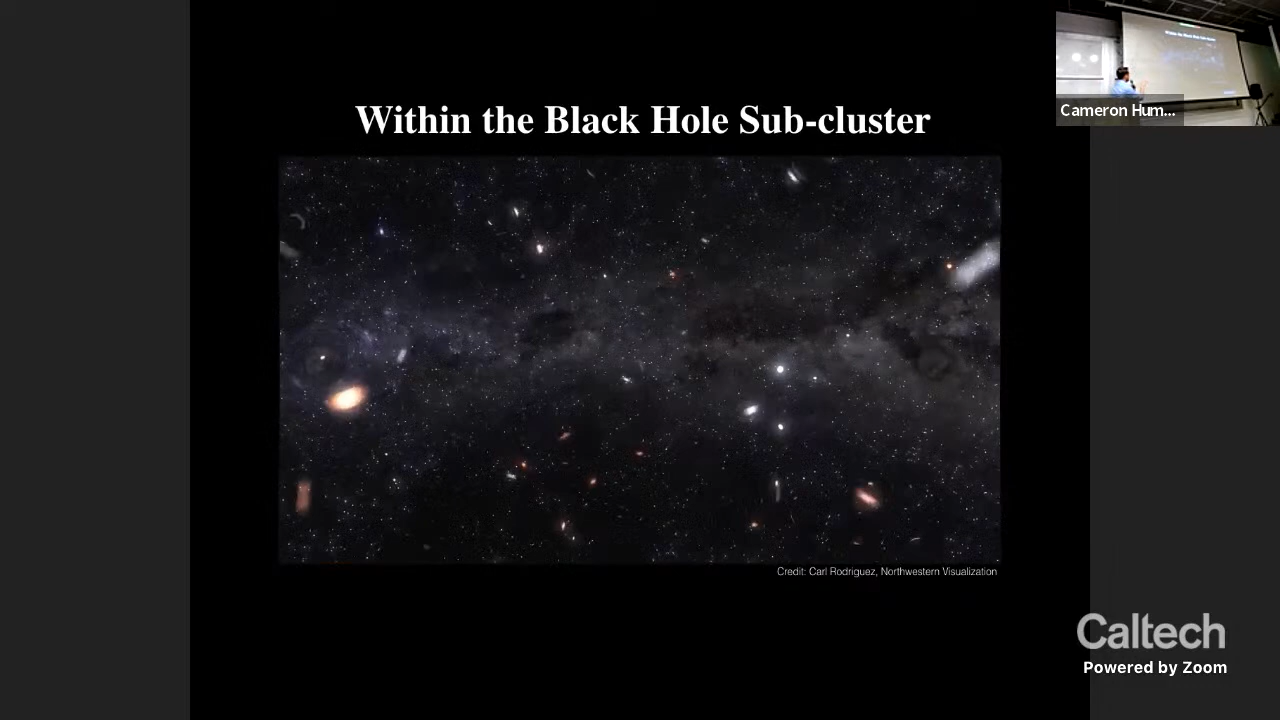 Within the Black Hole Sub-cluster
Cameron Hum...
Credit: Carl Rodriguez, Northwestern Visualization
Caltech
Powered by Zoom